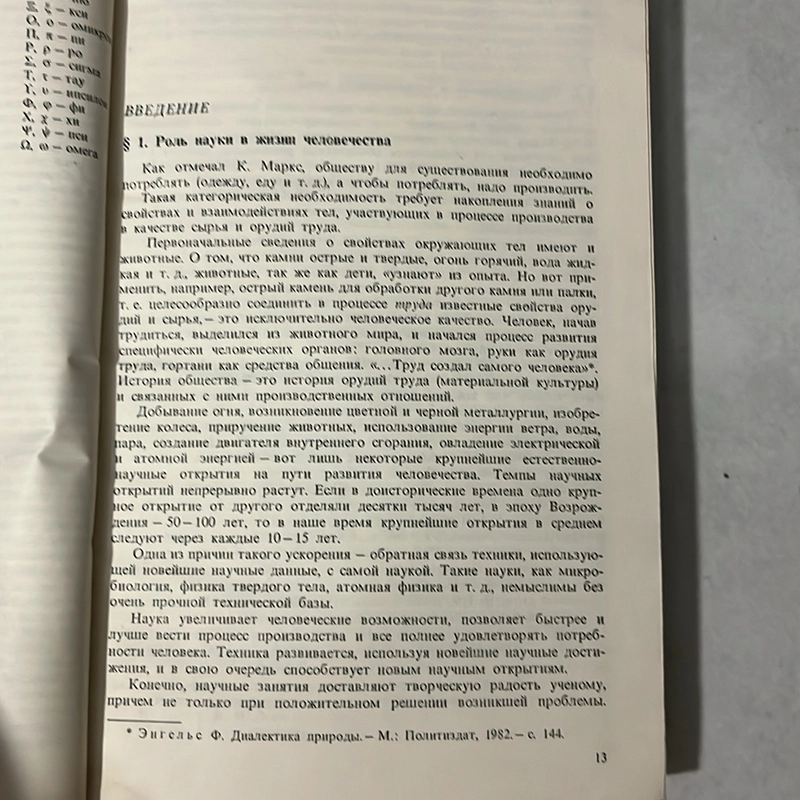 Ξ, ξ – кси
Ο, ο – омикрон
Π, π – пи
Ρ, ρ – ро
Σ, σ – сигма
Τ, τ – тау
Υ, υ – ипсилон
Φ, φ – фи
Χ, χ – хи
Ψ, ψ – пси
Ω, ω – омега
ВВЕДЕНИЕ
§ 1. Роль науки в жизни человечества
Как отмечал К. Маркс, обществу для существования необходимо
потреблять (одежду, еду и т. д.), а чтобы потреблять, надо производить.
Такая категорическая необходимость требует накопления знаний о
свойствах и взаимодействиях тел, участвующих в процессе производства
в качестве сырья и орудий труда.
Первоначальные сведения о свойствах окружающих тел имеют и
животные. О том, что камни острые и твердые, огонь горячий, вода жид-
кая и т. д., животные, так же как дети, «узнают» из опыта. Но вот при-
менить, например, острый камень для обработки другого камня или палки,
т. е. целесообразно соединить в процессе труда известные свойства ору-
дий и сырья, – это исключительно человеческое качество. Человек, начав
трудиться, выделился из животного мира, и начался процесс развития
специфически человеческих органов: головного мозга, руки как орудия
труда, гортани как средства общения. «…Труд создал самого человека»*.
История общества – это история орудий труда (материальной культуры)
и связанных с ними производственных отношений.
Добывание огня, возникновение цветной и черной металлургии, изобре-
тение колеса, приручение животных, использование энергии ветра, воды,
пара, создание двигателя внутреннего сгорания, овладение электрической
и атомной энергией – вот лишь некоторые крупнейшие естественно-
научные открытия на пути развития человечества. Темпы научных
открытий непрерывно растут. Если в доисторические времена одно круп-
ное открытие от другого отделяли десятки тысяч лет, в эпоху Возрож-
дения – 50 – 100 лет, то в наше время крупнейшие открытия в среднем
следуют через каждые 10 – 15 лет.
Одна из причин такого ускорения – обратная связь техники, использую-
щей новейшие научные данные, с самой наукой. Такие науки, как микро-
биология, физика твердого тела, атомная физика и т. д., немыслимы без
очень прочной технической базы.
Наука увеличивает человеческие возможности, позволяет быстрее и
лучше вести процесс производства и все полнее удовлетворять потреб-
ности человека. Техника развивается, используя новейшие научные дости-
жения, и в свою очередь способствует новым научным открытиям.
Конечно, научные занятия доставляют творческую радость ученому,
причем не только при положительном решении возникшей проблемы.
* Энгельс Ф. Диалектика природы. – М.: Политиздат, 1982. – с. 144.
13